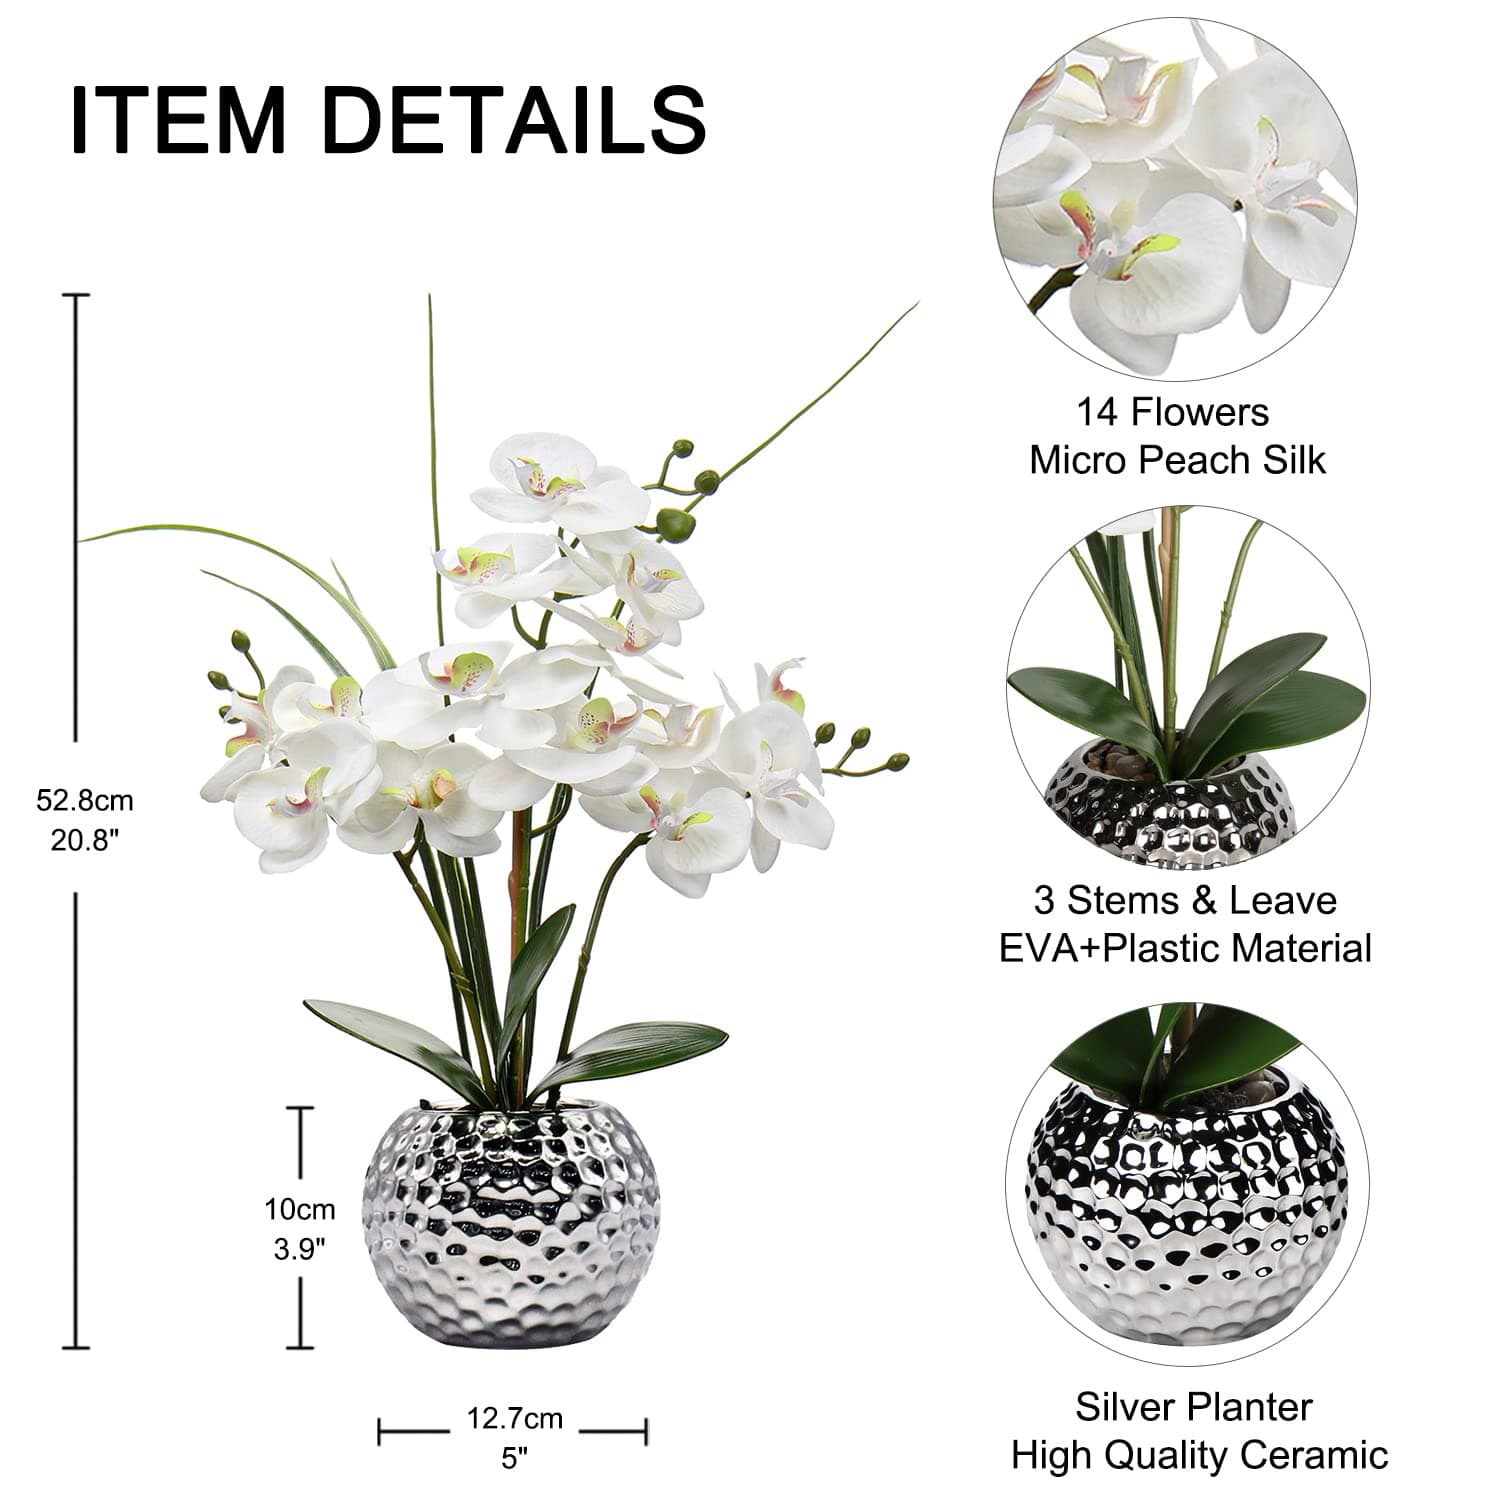 ITEM DETAILS
14 Flowers
Micro Peach Silk
52.8cm
20.8"
3 Stems & Leave
EVA+Plastic Material
10cm
3.9"
12.7cm
5"
Silver Planter
High Quality Ceramic